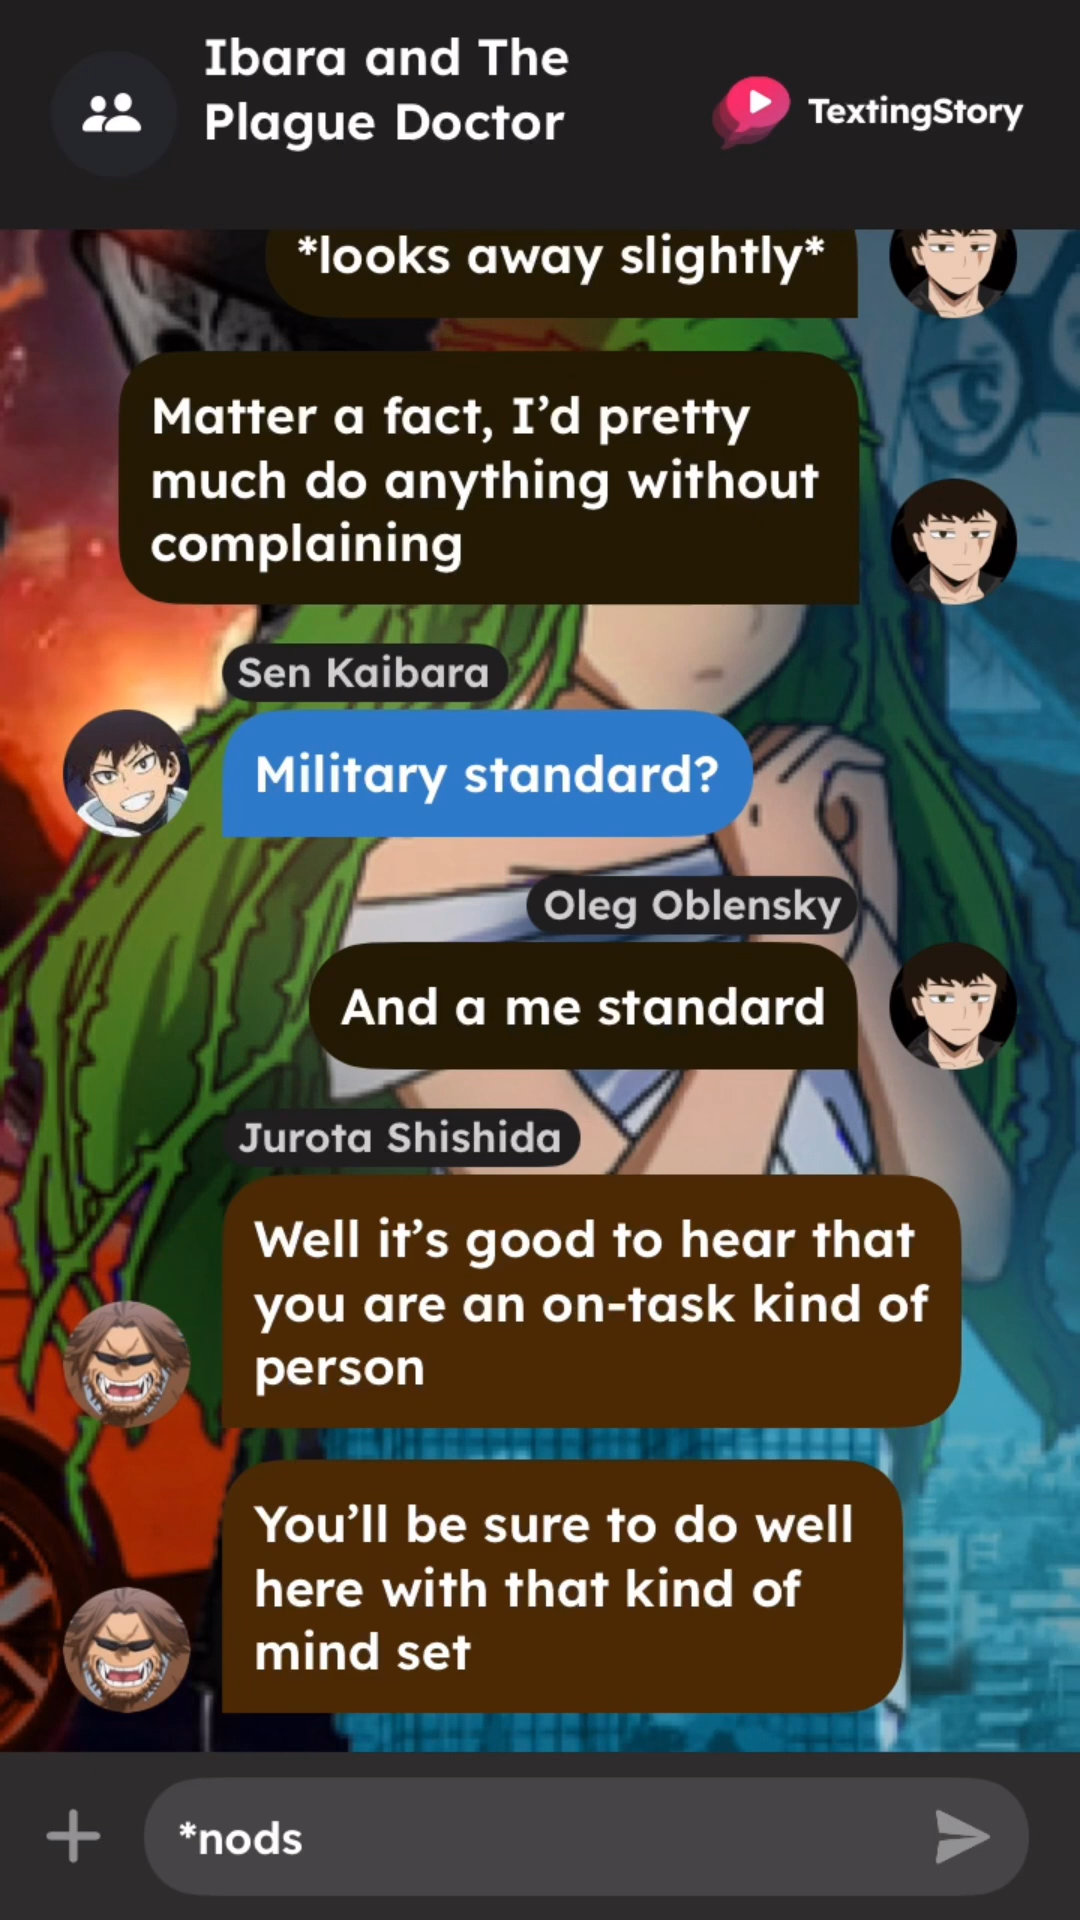 Ibara and The
Plague Doctor
TextingStory
*looks away slightly*
Matter a fact, I’d pretty
much do anything without
complaining
Sen Kaibara
Military standard?
Oleg Oblensky
And a me standard
Jurota Shishida
Well it’s good to hear that
you are an on-task kind of
person
You’ll be sure to do well
here with that kind of
mind set
*nods